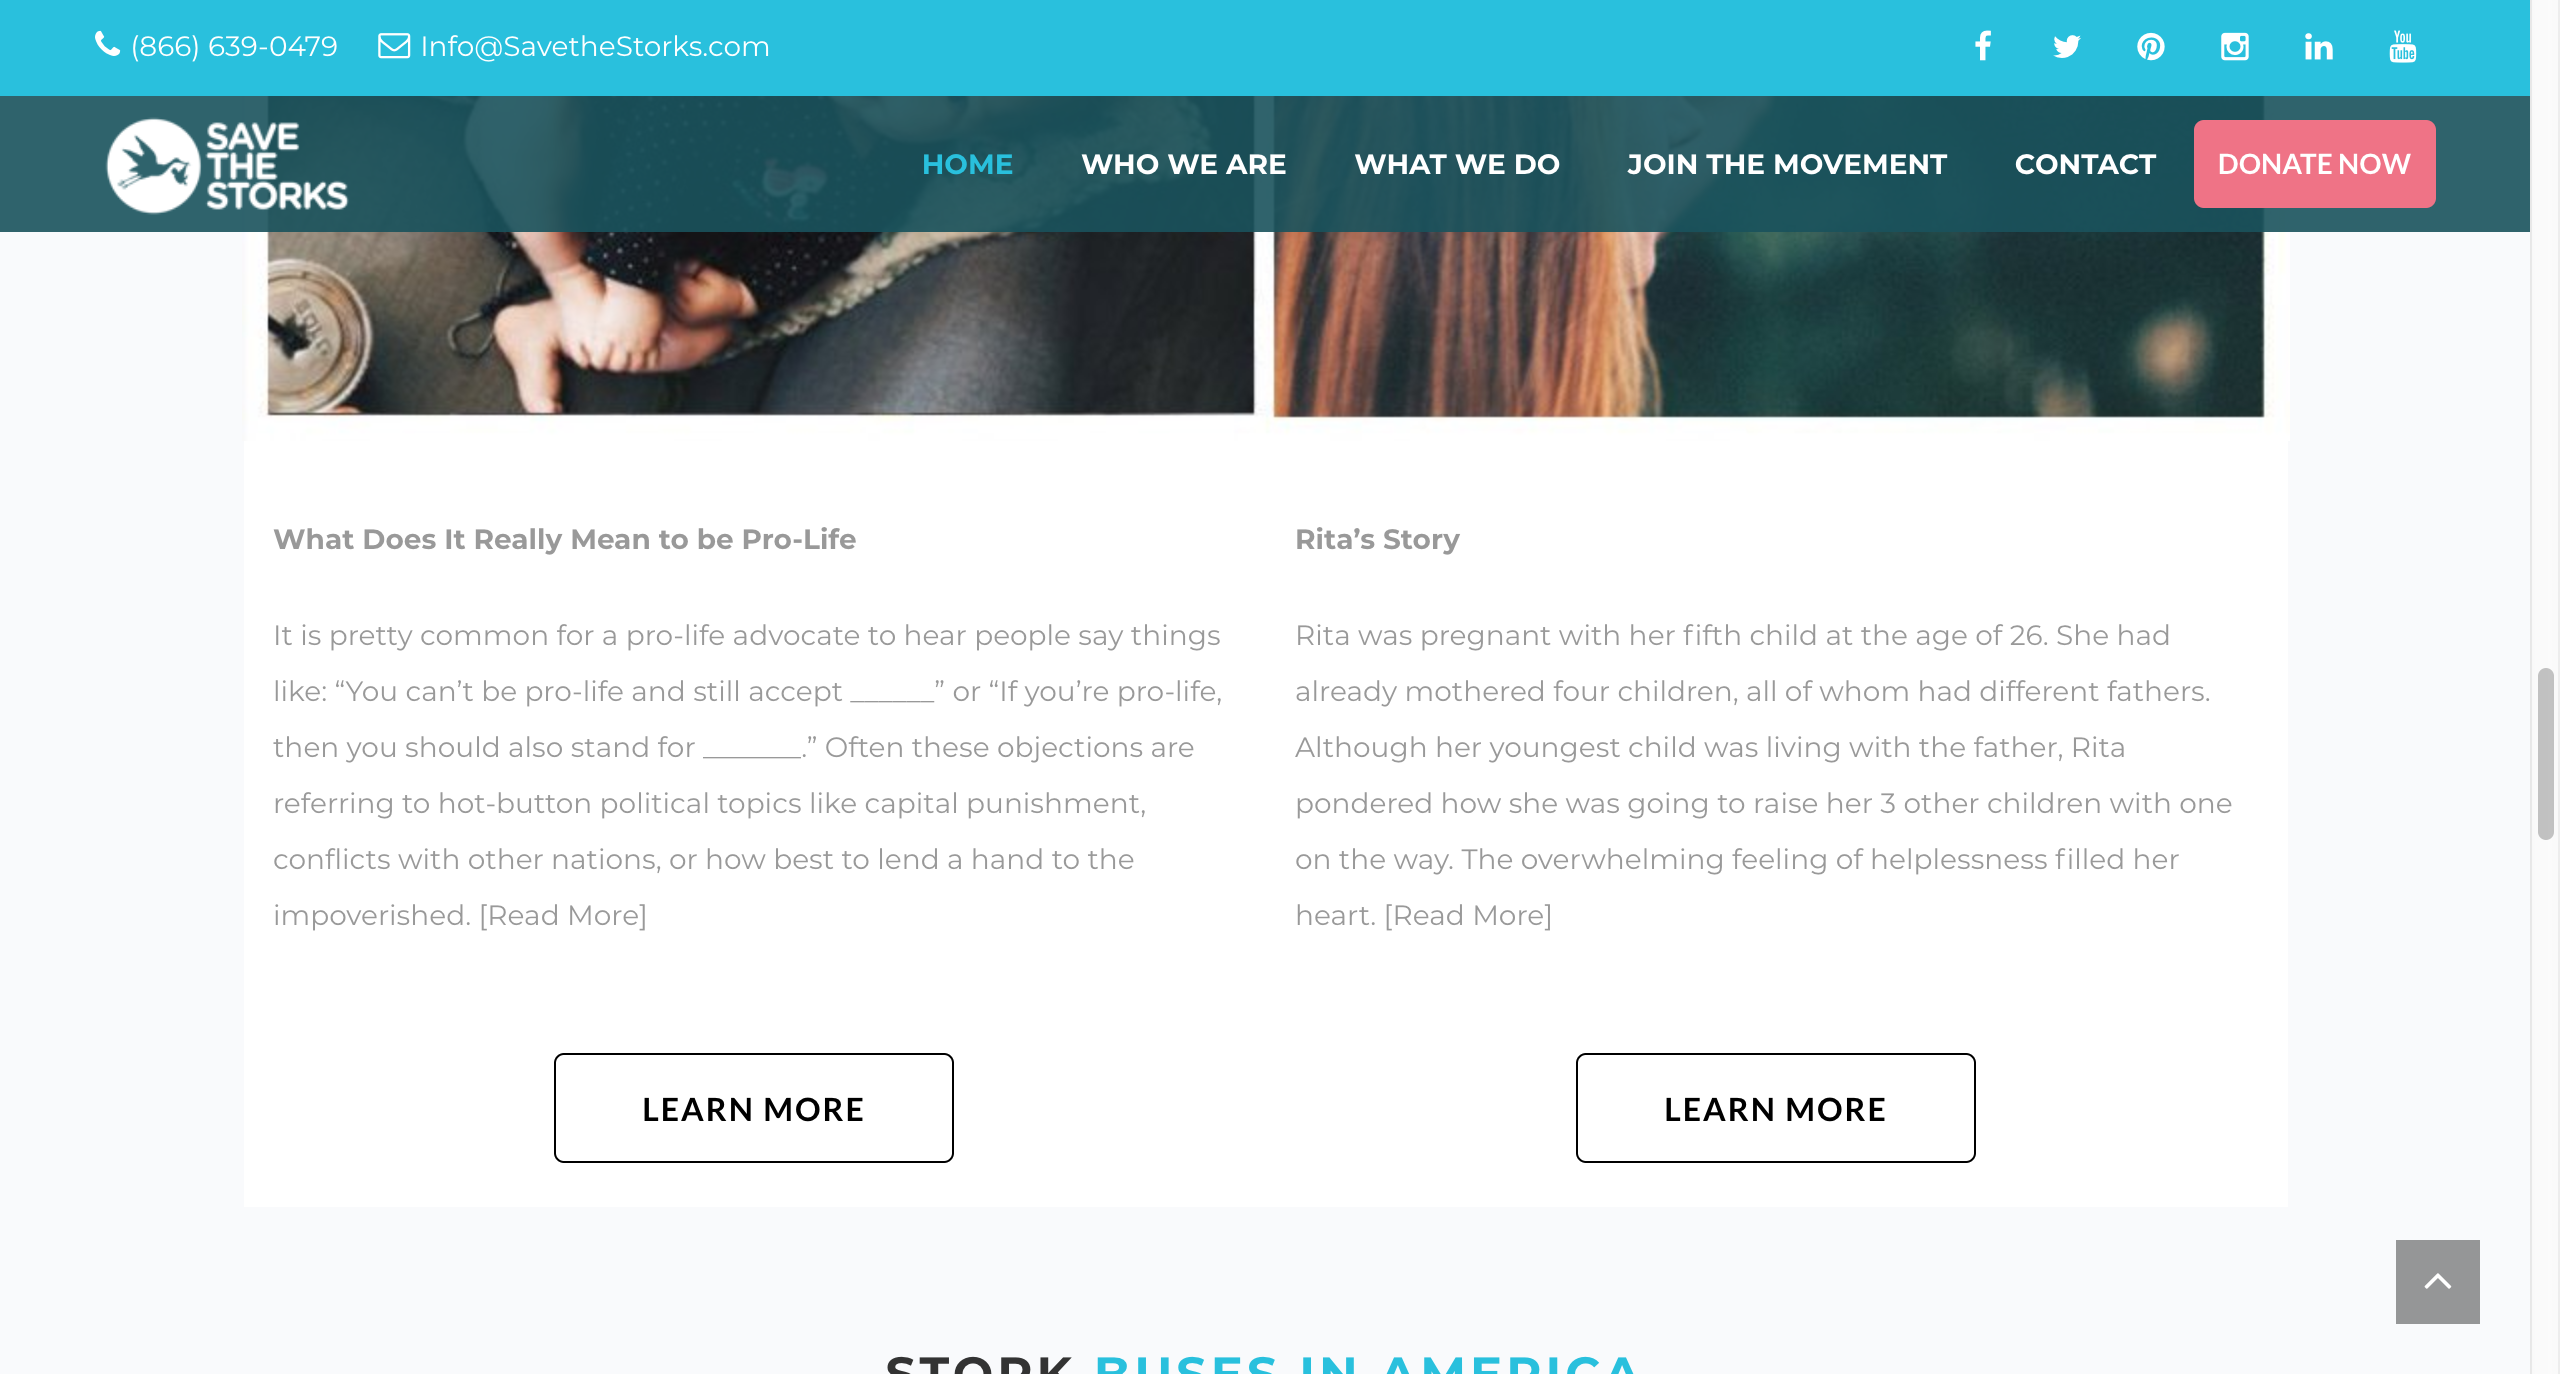 (866) 639-0479 Info@SavetheStorks.com
You
Tube
SAVE
THE
STORKS
HOME WHO WE ARE WHAT WE DO JOIN THE MOVEMENT CONTACT DONATE NOW
What Does It Really Mean to be Pro-Life
It is pretty common for a pro-life advocate to hear people say things
like: “You can’t be pro-life and still accept ______” or “If you’re pro-life,
then you should also stand for _______.” Often these objections are
referring to hot-button political topics like capital punishment,
conflicts with other nations, or how best to lend a hand to the
impoverished. [Read More]
LEARN MORE
Rita’s Story
Rita was pregnant with her fifth child at the age of 26. She had
already mothered four children, all of whom had different fathers.
Although her youngest child was living with the father, Rita
pondered how she was going to raise her 3 other children with one
on the way. The overwhelming feeling of helplessness filled her
heart. [Read More]
LEARN MORE
STORK BUSES IN AMERICA